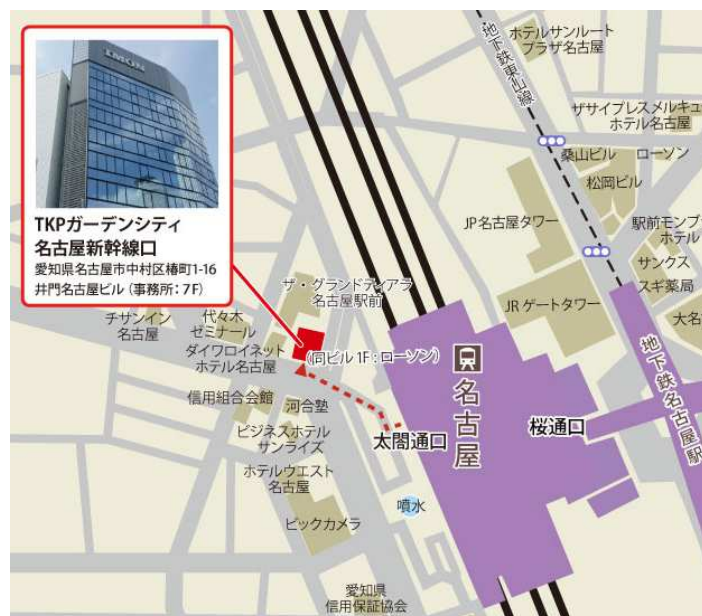 IMON
TKPガーデンシティ
名古屋新幹線口
愛知県名古屋市中村区椿町1-16
井門名古屋ビル (事務所：7F)
地下鉄東山線
ホテルサンルート
プラザ名古屋
ザサイプレスメルキュ
ホテル名古屋
桑山ビル
ローソン
松岡ビル
JP名古屋タワー
駅前モンブ
ホテル
サンクス
スギ薬局
JRゲートタワー
大名
ザ・グランドティアラ
名古屋駅前
チサンイン
名古屋
代々木
ゼミナール
ダイワロイネット
ホテル名古屋
(同ビル1F：ローソン)
名古屋
地下鉄名古屋駅
信用組合会館
河合塾
太閤通口
桜通口
ビジネスホテル
サンライズ
ホテルウエスト
名古屋
噴水
ビックカメラ
愛知県
信用保証協会